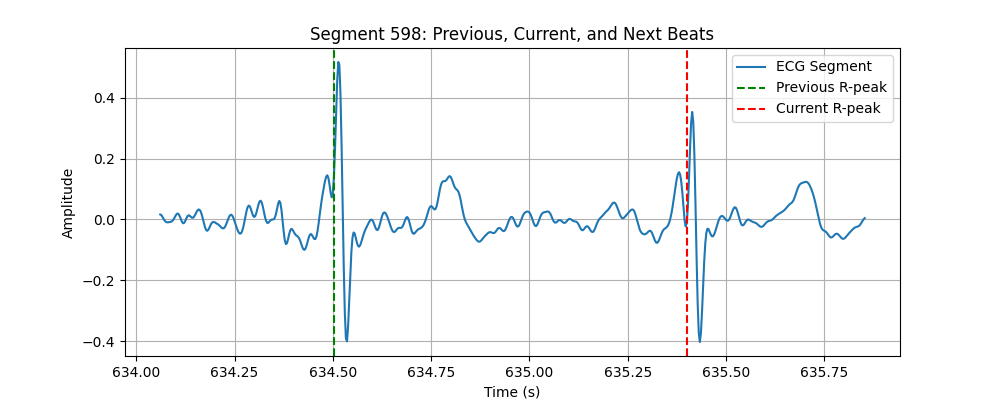 Segment 598: Previous, Current, and Next Beats
ECG Segment
Previous R-peak
Current R-peak
Amplitude
0.4
0.2
0.0
−0.2
−0.4
634.00 634.25 634.50 634.75 635.00 635.25 635.50 635.75
Time (s)